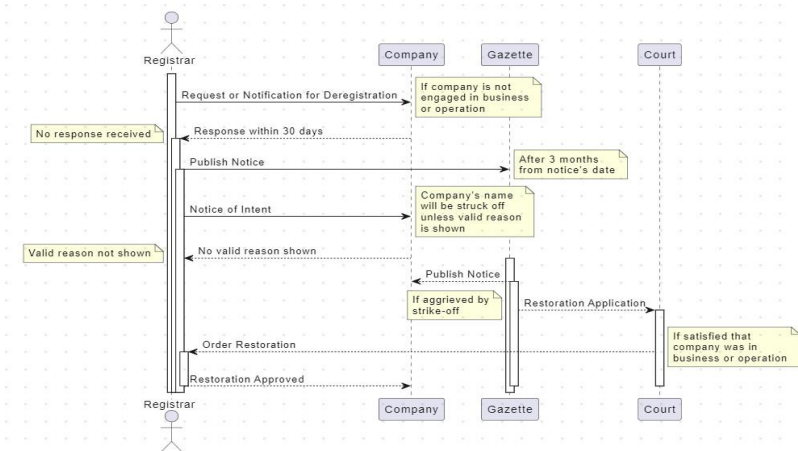 Registrar
Company
Gazette
Court
Request or Notification for Deregistration
If company is not
engaged in business
or operation
No response received
Response within 30 days
Publish Notice
After 3 months
from notice's date
Notice of Intent
Company's name
will be struck off
unless valid reason
is shown
Valid reason not shown
No valid reason shown
Publish Notice
If aggrieved by
strike-off
Restoration Application
If satisfied that
company was in
business or operation
Order Restoration
Restoration Approved
Registrar
Company
Gazette
Court